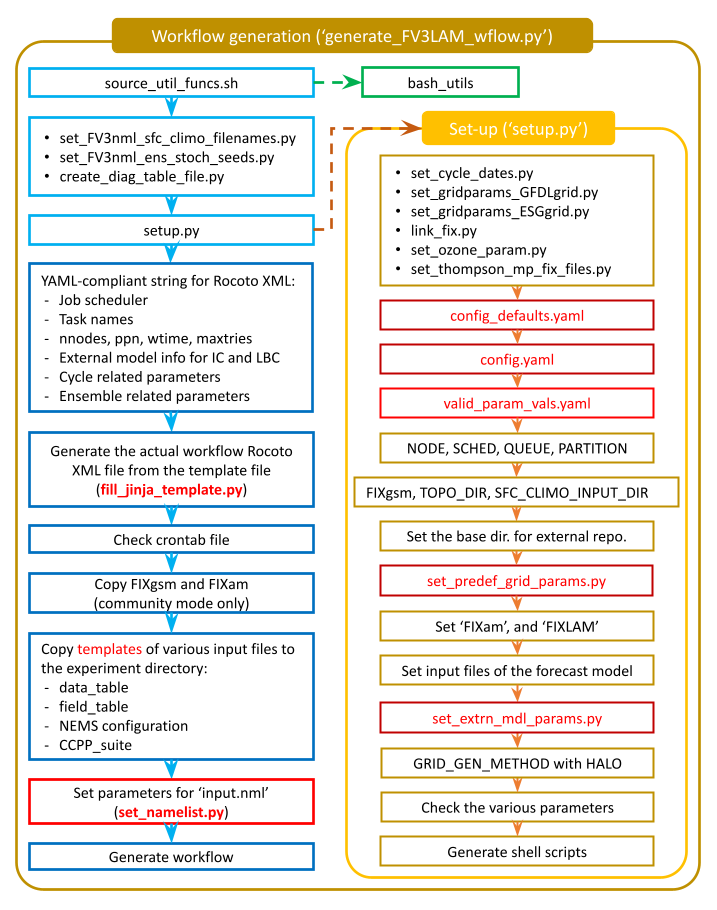 Workflow generation (‘generate_FV3LAM_wflow.py’)
source_util_funcs.sh
bash_utils
• set_FV3nml_sfc_climo_filenames.py
• set_FV3nml_ens_stoch_seeds.py
• create_diag_table_file.py
setup.py
YAML-compliant string for Rocoto XML:
- Job scheduler
- Task names
- nnodes, ppn, wtime, maxtries
- External model info for IC and LBC
- Cycle related parameters
- Ensemble related parameters
Generate the actual workflow Rocoto
XML file from the template file
(fill_jinja_template.py)
Check crontab file
Copy FIXgsm and FIXam
(community mode only)
Copy templates of various input files to
the experiment directory:
- data_table
- field_table
- NEMS configuration
- CCPP_suite
Set parameters for ‘input.nml’
(set_namelist.py)
Generate workflow
Set-up (‘setup.py’)
• set_cycle_dates.py
• set_gridparams_GFDLgrid.py
• set_gridparams_ESGgrid.py
• link_fix.py
• set_ozone_param.py
• set_thompson_mp_fix_files.py
config_defaults.yaml
config.yaml
valid_param_vals.yaml
NODE, SCHED, QUEUE, PARTITION
FIXgsm, TOPO_DIR, SFC_CLIMO_INPUT_DIR
Set the base dir. for external repo.
set_predef_grid_params.py
Set ‘FIXam’, and ‘FIXLAM’
Set input files of the forecast model
set_extrn_mdl_params.py
GRID_GEN_METHOD with HALO
Check the various parameters
Generate shell scripts